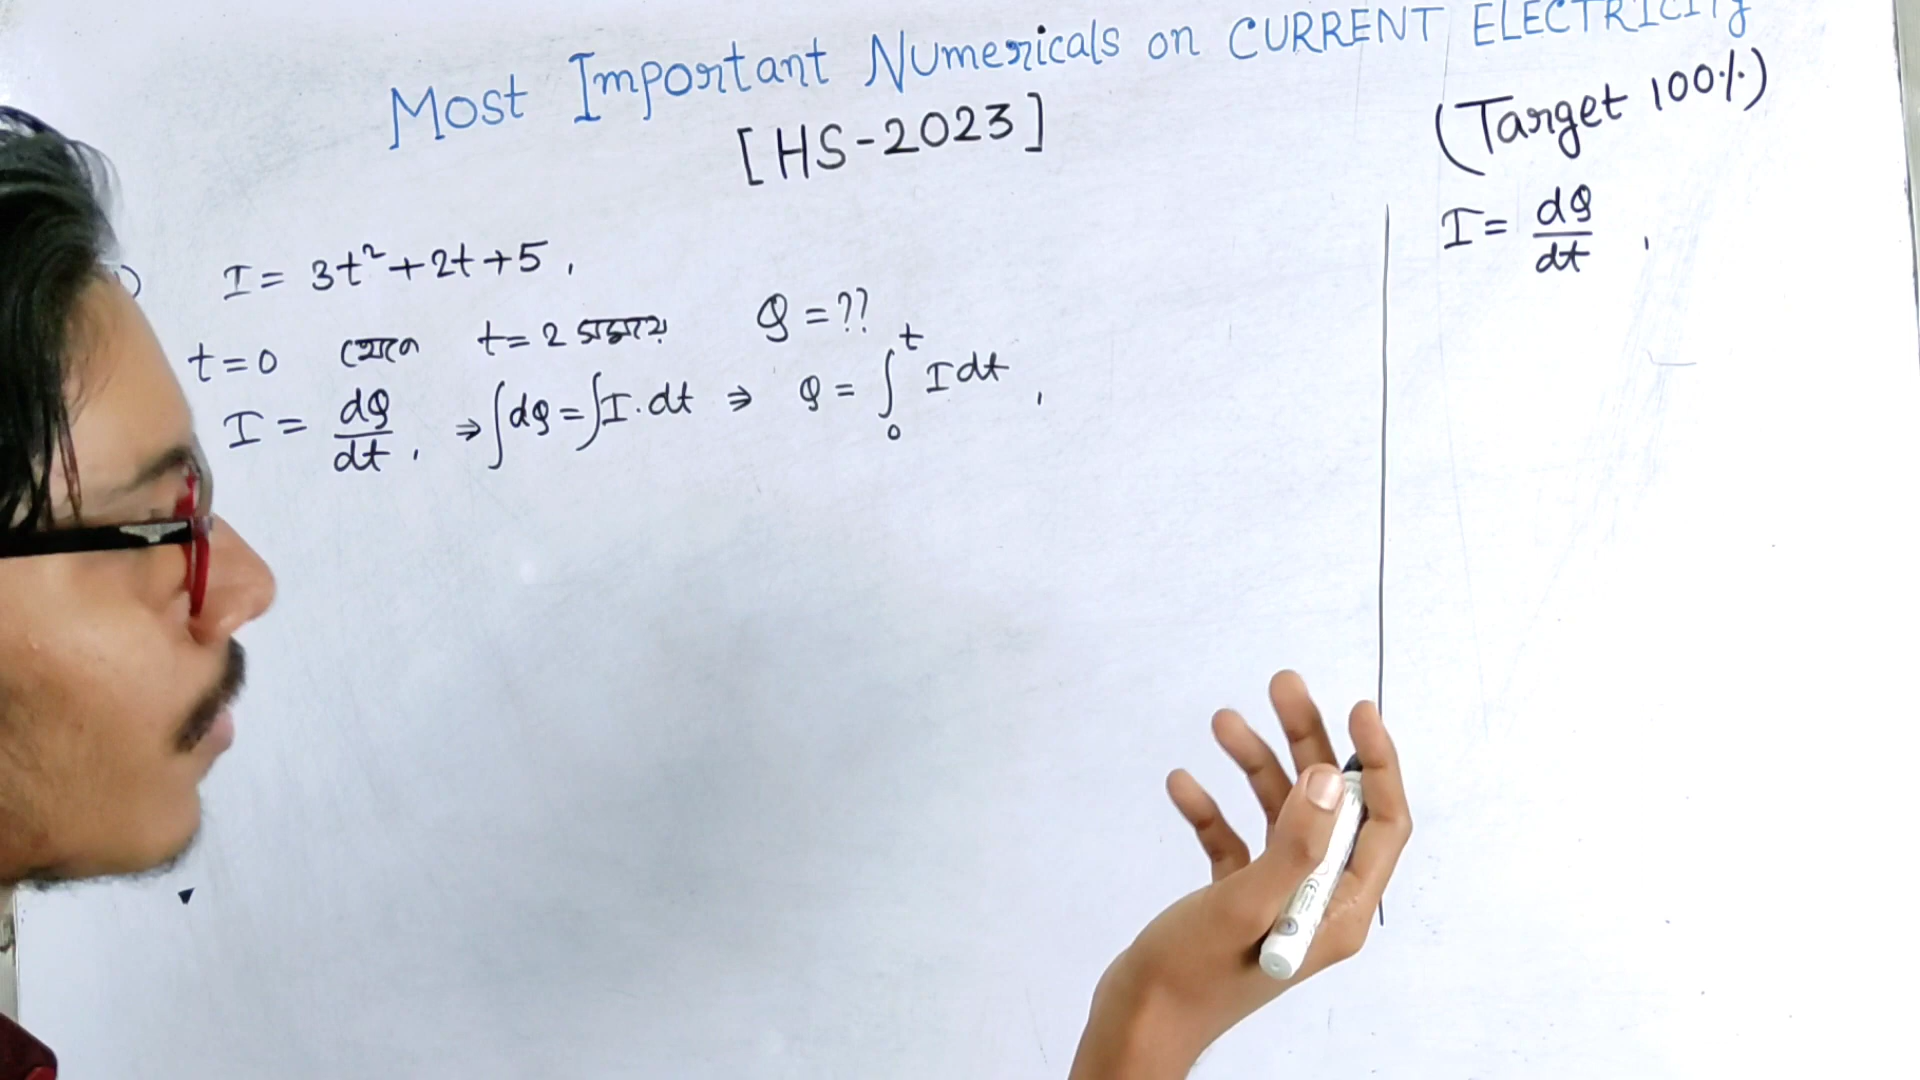 Most Important Numericals on CURRENT ELECTRICITY
[HS-2023]
(Target 100%)
I = dQ/dt ,
1) I = 3t²+2t+5 ,
t=0 থেকে t=2 সময়ে Q = ??
I = dQ/dt , ⇒ ∫dQ = ∫I.dt ⇒ Q = ∫₀ᵗ I dt ,